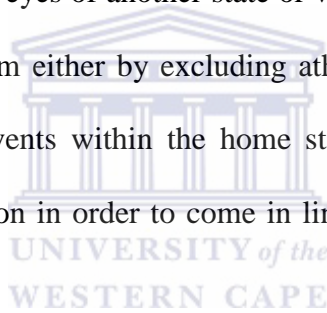 eyes of another state or
m either by excluding ath
vents within the home st
on in order to come in lin
UNIVERSITY of the
WESTERN CAPE